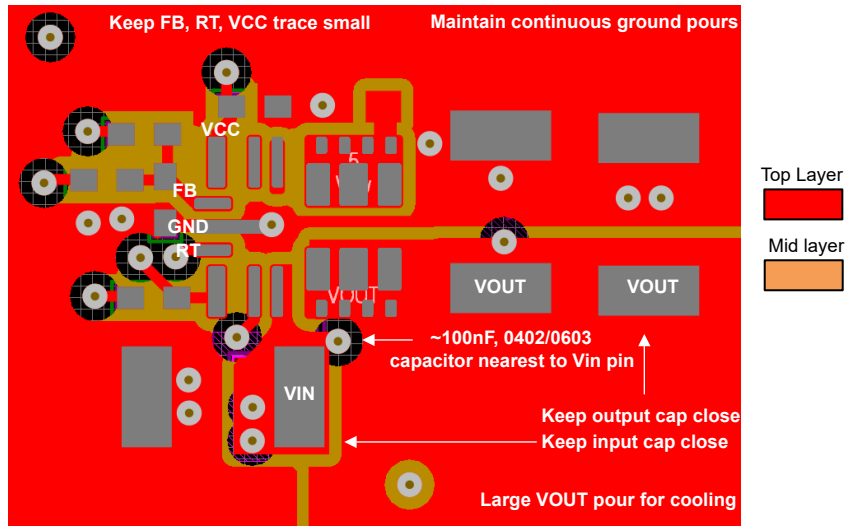 Keep FB, RT, VCC trace small
Maintain continuous ground pours
VCC
FB
GND
RT
VOUT
VOUT
VOUT
~100nF, 0402/0603
capacitor nearest to Vin pin
VIN
Keep output cap close
Keep input cap close
Large VOUT pour for cooling
Top Layer
Mid layer